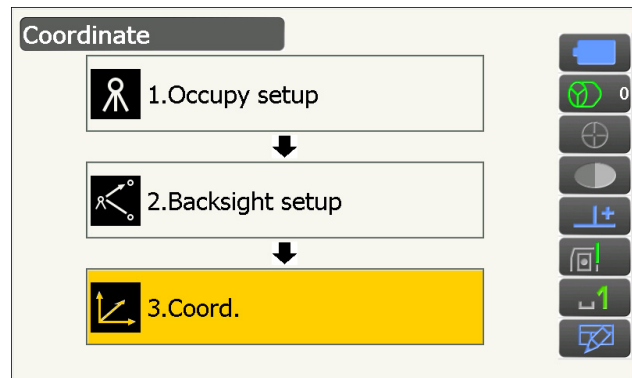 Coordinate
1.Occupy setup
0
2.Backsight setup
3.Coord.
1